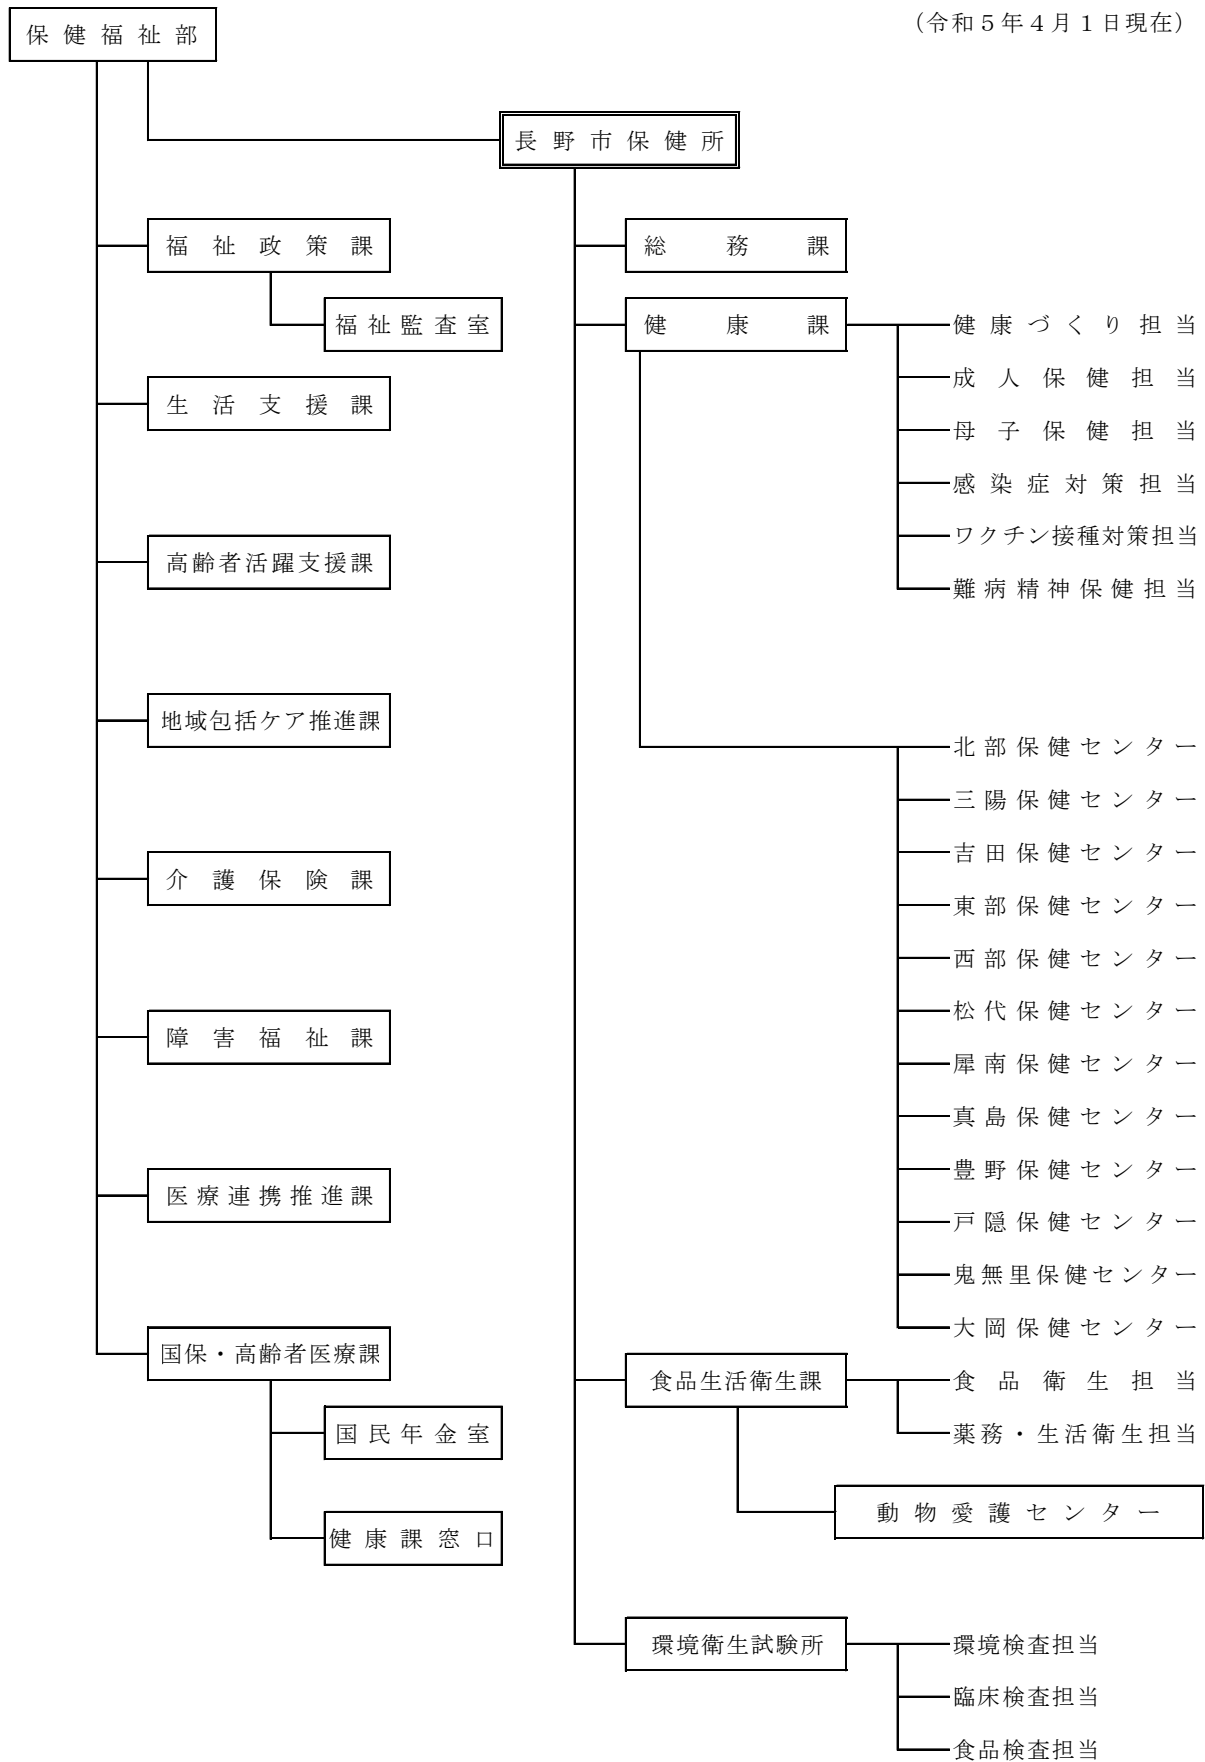 保健福祉部
（令和５年４月１日現在）
長野市保健所
福祉政策課
福祉監査室
生活支援課
高齢者活躍支援課
地域包括ケア推進課
介護保険課
障害福祉課
医療連携推進課
国保・高齢者医療課
国民年金室
健康課窓口
総務課
健康課
健康づくり担当
成人保健担当
母子保健担当
感染症対策担当
ワクチン接種対策担当
難病精神保健担当
北部保健センター
三陽保健センター
吉田保健センター
東部保健センター
西部保健センター
松代保健センター
犀南保健センター
真島保健センター
豊野保健センター
戸隠保健センター
鬼無里保健センター
大岡保健センター
食品生活衛生課
食品衛生担当
薬務・生活衛生担当
動物愛護センター
環境衛生試験所
環境検査担当
臨床検査担当
食品検査担当